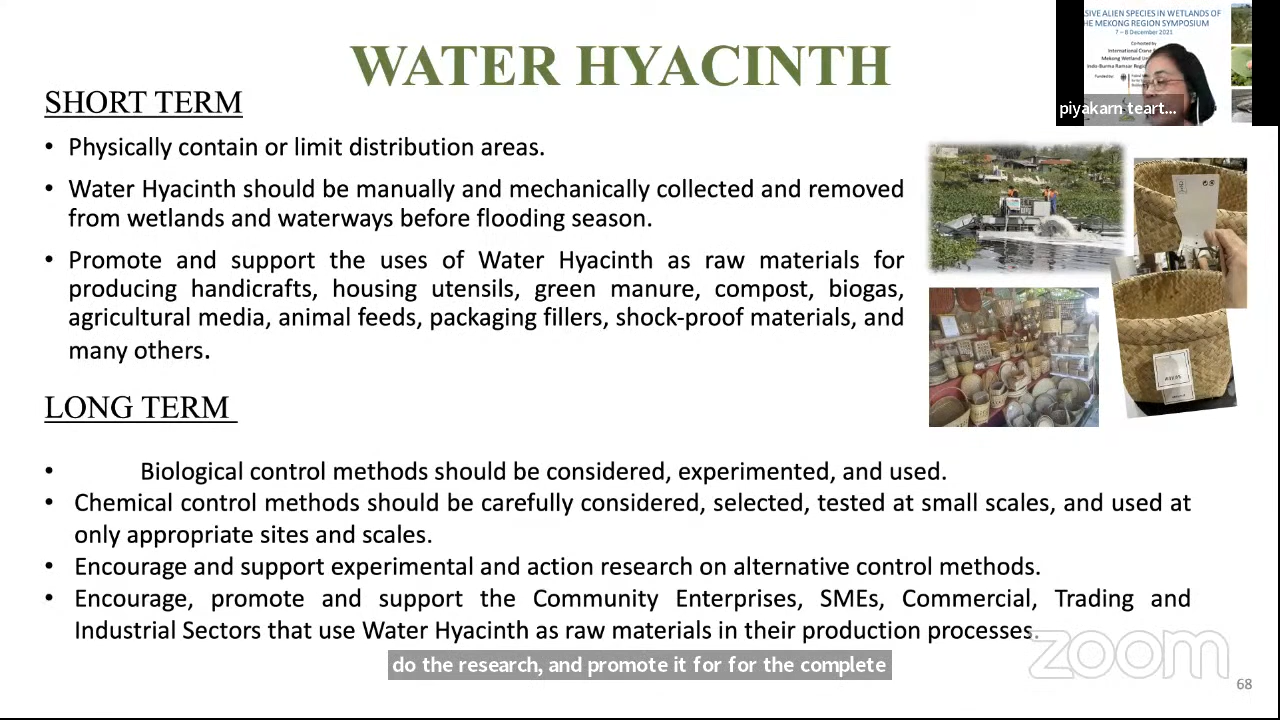 WATER HYACINTH
SHORT TERM
• Physically contain or limit distribution areas.
• Water Hyacinth should be manually and mechanically collected and removed
from wetlands and waterways before flooding season.
• Promote and support the uses of Water Hyacinth as raw materials for
producing handicrafts, housing utensils, green manure, compost, biogas,
agricultural media, animal feeds, packaging fillers, shock-proof materials, and
many others.
LONG TERM
• Biological control methods should be considered, experimented, and used.
• Chemical control methods should be carefully considered, selected, tested at small scales, and used at
only appropriate sites and scales.
• Encourage and support experimental and action research on alternative control methods.
• Encourage, promote and support the Community Enterprises, SMEs, Commercial, Trading and
Industrial Sectors that use Water Hyacinth as raw materials in their production processes.
do the research, and promote it for for the complete
zoom
68
SIVE ALIEN SPECIES IN WETLANDS OF
HE MEKONG REGION SYMPOSIUM
7 – 8 December 2021
Co-hosted by
International Crane
Mekong Wetland
Indo-Burma Ramsar
Funded by:
piyakarn teart...